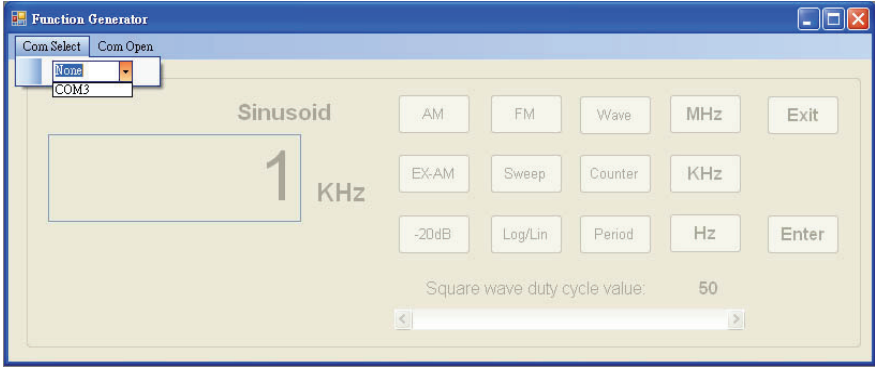 Function Generator
Com Select Com Open
None
COM3
Sinusoid
1 KHz
AM FM Wave MHz Exit
EX-AM Sweep Counter KHz
-20dB Log/Lin Period Hz Enter
Square wave duty cycle value: 50